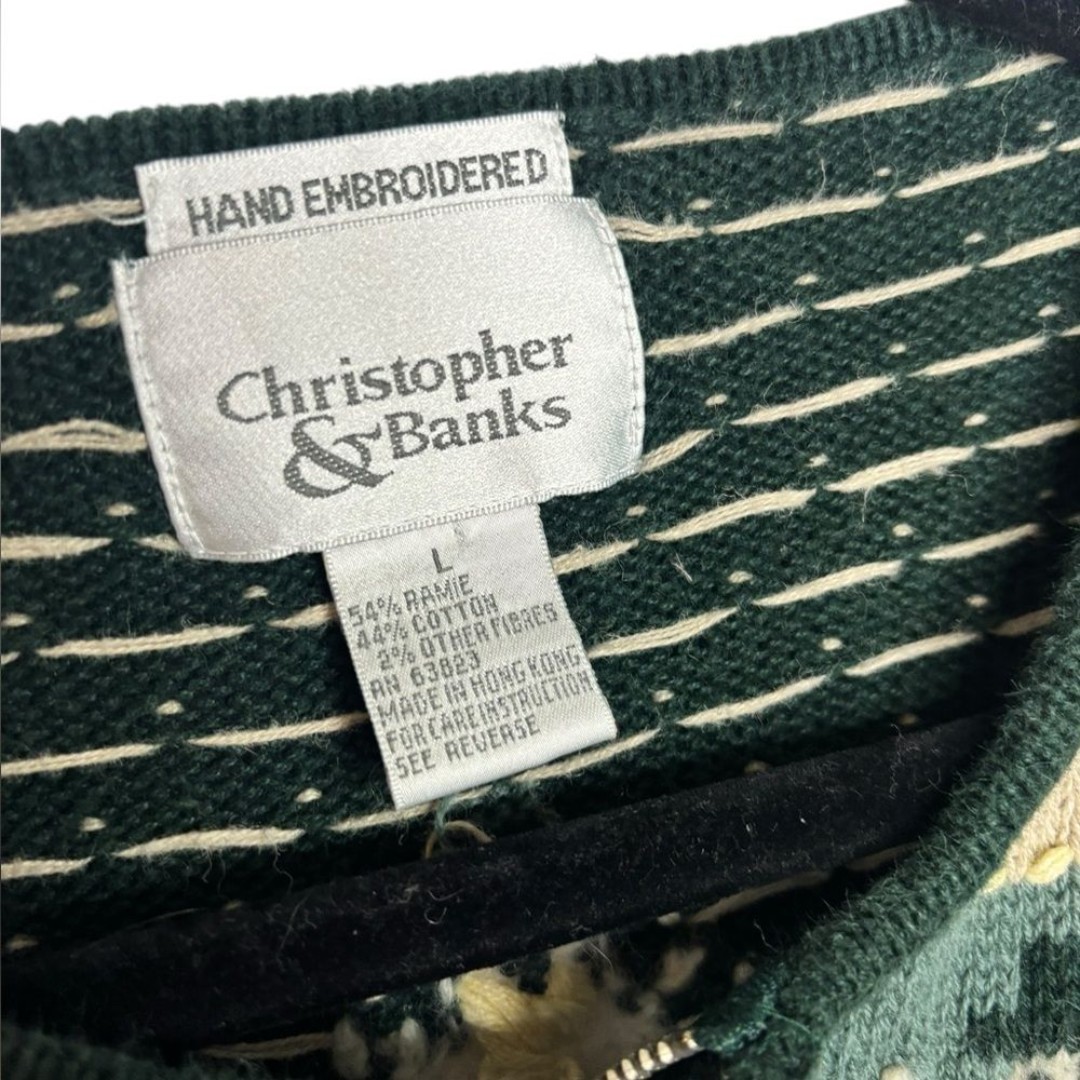 HAND EMBROIDERED
Christopher
& Banks
L
54% RAMIE
44% COTTON
2% OTHER FIBRES
RN 63823
MADE IN HONG KONG
FOR CARE INSTRUCTION
SEE REVERSE